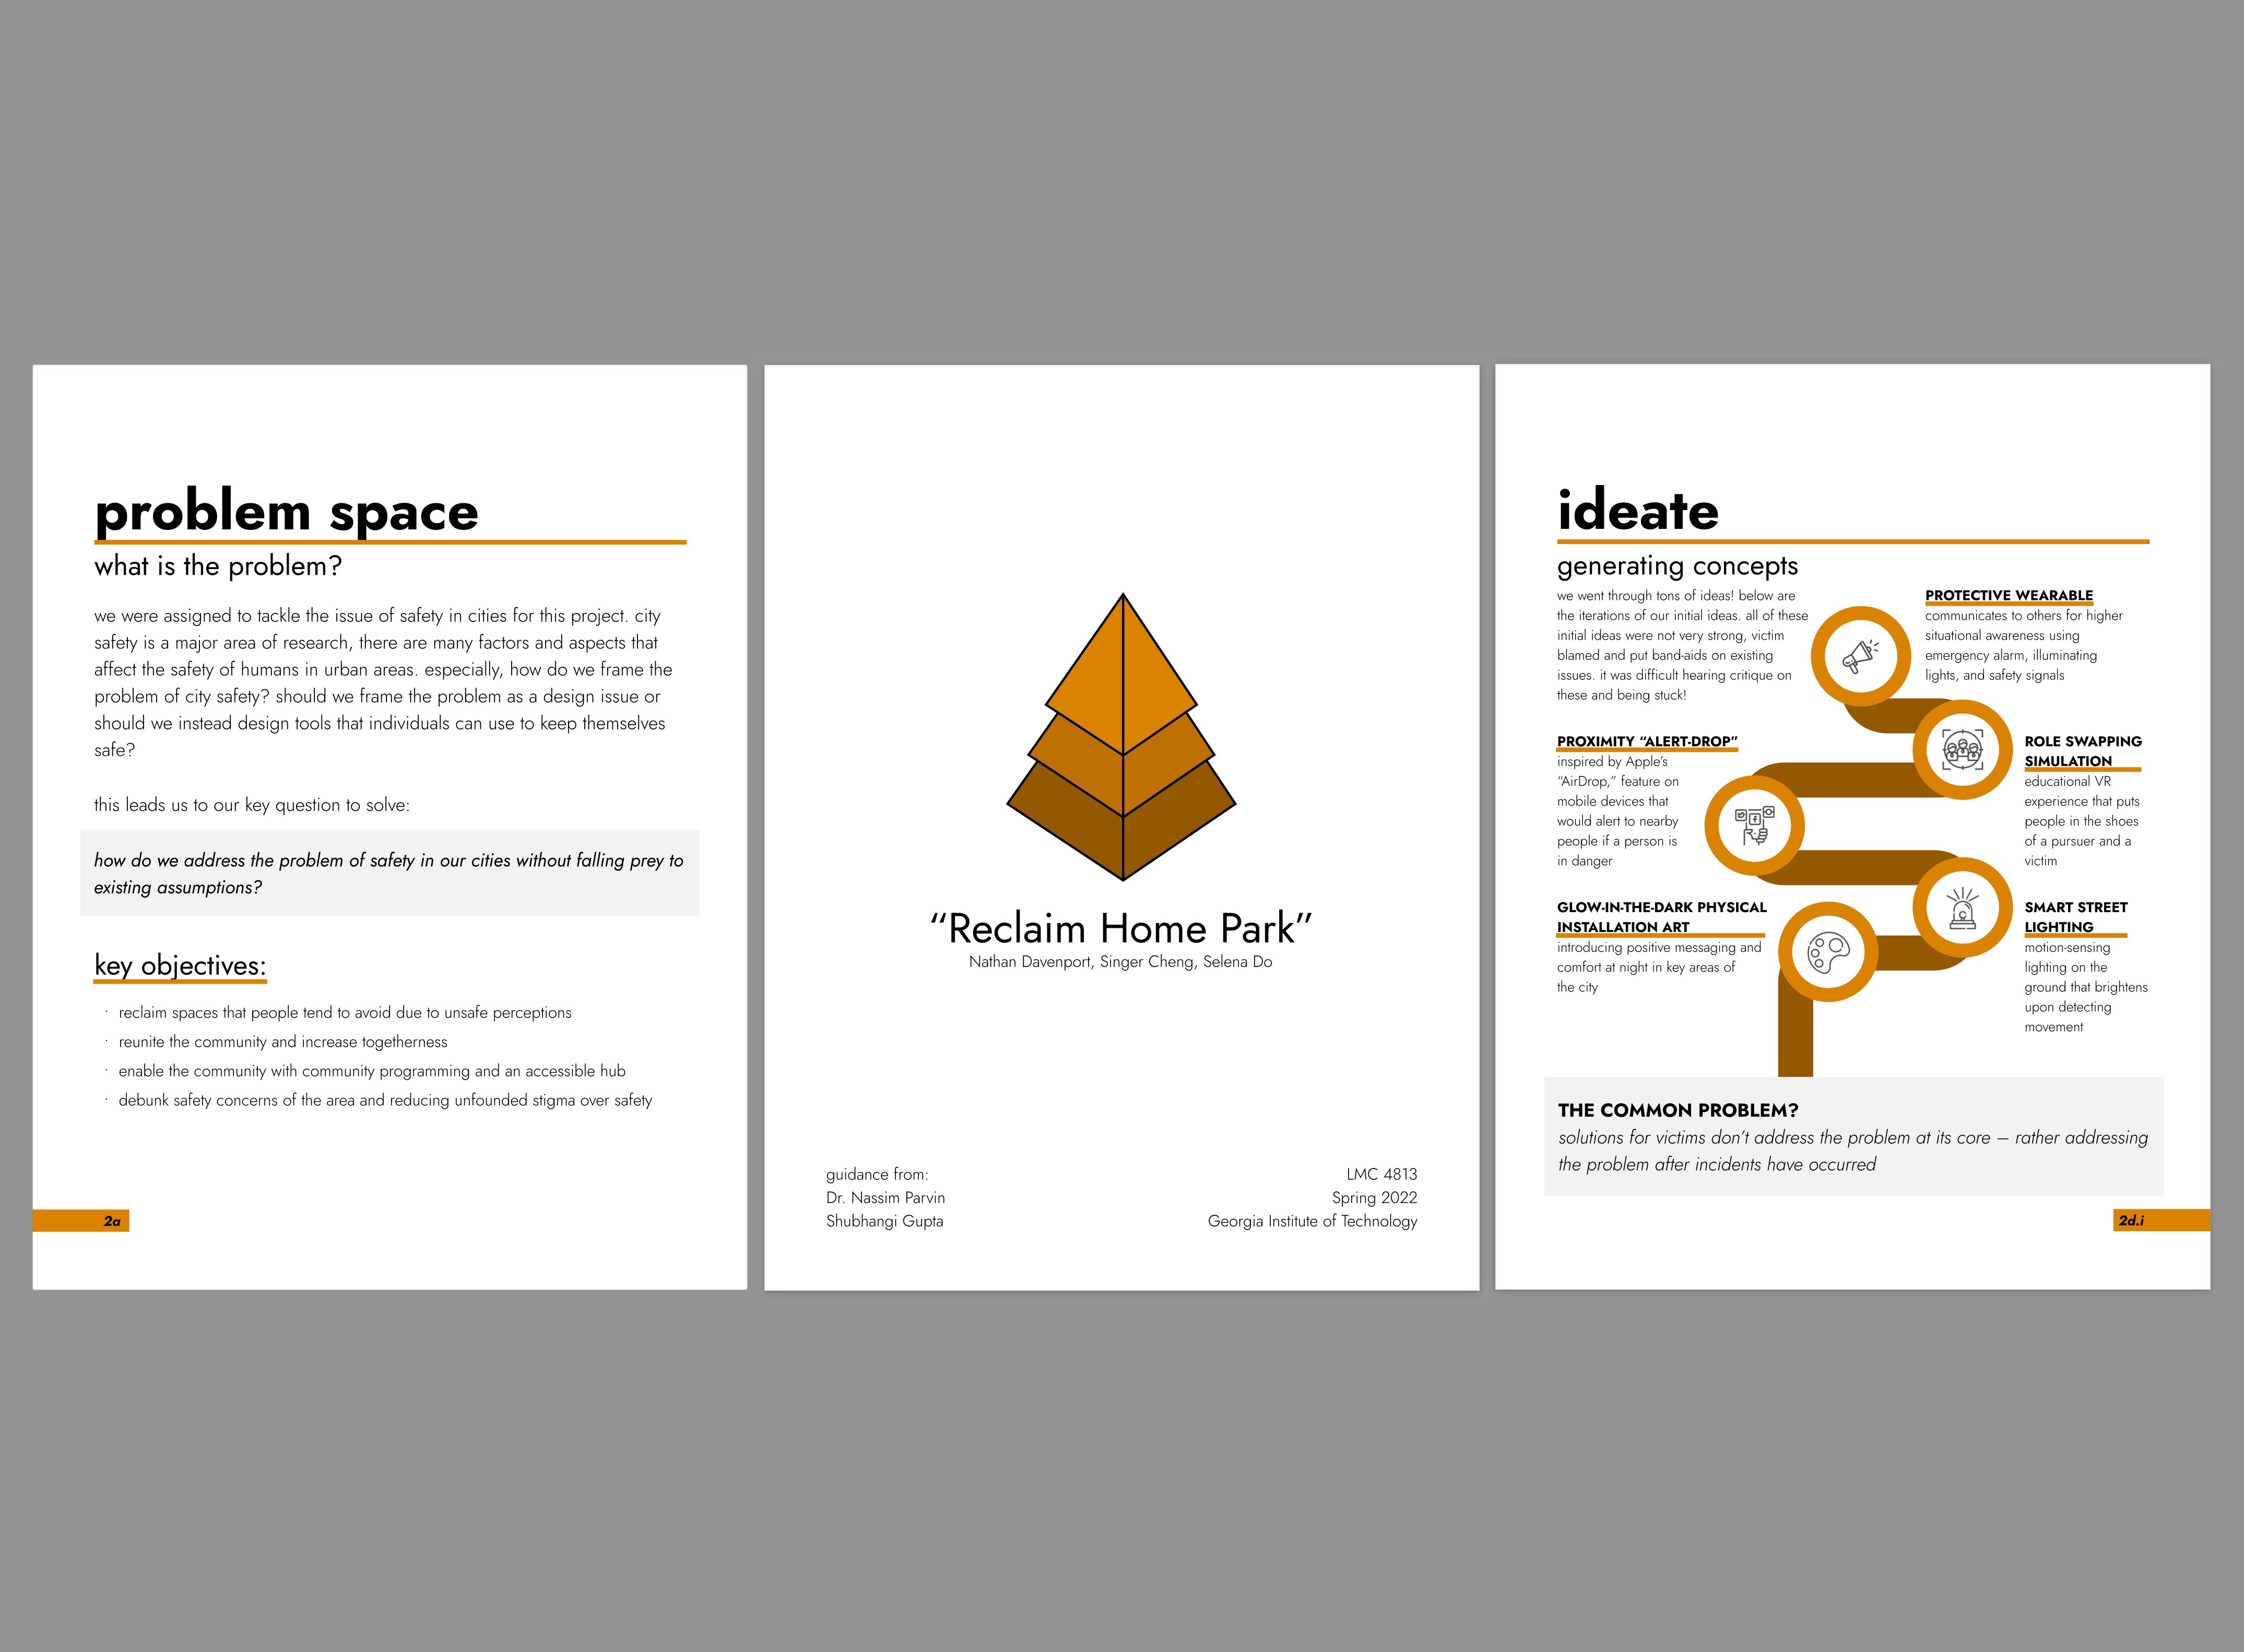 problem space
what is the problem?
we were assigned to tackle the issue of safety in cities for this project. city
safety is a major area of research, there are many factors and aspects that
affect the safety of humans in urban areas. especially, how do we frame the
problem of city safety? should we frame the problem as a design issue or
should we instead design tools that individuals can use to keep themselves
safe?
this leads us to our key question to solve:
how do we address the problem of safety in our cities without falling prey to
existing assumptions?
key objectives:
· reclaim spaces that people tend to avoid due to unsafe perceptions
· reunite the community and increase togetherness
· enable the community with community programming and an accessible hub
· debunk safety concerns of the area and reducing unfounded stigma over safety
2a
“Reclaim Home Park”
Nathan Davenport, Singer Cheng, Selena Do
guidance from:
Dr. Nassim Parvin
Shubhangi Gupta
LMC 4813
Spring 2022
Georgia Institute of Technology
ideate
generating concepts
we went through tons of ideas! below are
the iterations of our initial ideas. all of these
initial ideas were not very strong, victim
blamed and put band-aids on existing
issues. it was difficult hearing critique on
these and being stuck!
PROTECTIVE WEARABLE
communicates to others for higher
situational awareness using
emergency alarm, illuminating
lights, and safety signals
PROXIMITY “ALERT-DROP”
inspired by Apple’s
“AirDrop,” feature on
mobile devices that
would alert to nearby
people if a person is
in danger
ROLE SWAPPING
SIMULATION
educational VR
experience that puts
people in the shoes
of a pursuer and a
victim
GLOW-IN-THE-DARK PHYSICAL
INSTALLATION ART
introducing positive messaging and
comfort at night in key areas of
the city
SMART STREET
LIGHTING
motion-sensing
lighting on the
ground that brightens
upon detecting
movement
THE COMMON PROBLEM?
solutions for victims don’t address the problem at its core – rather addressing
the problem after incidents have occurred
2d.i